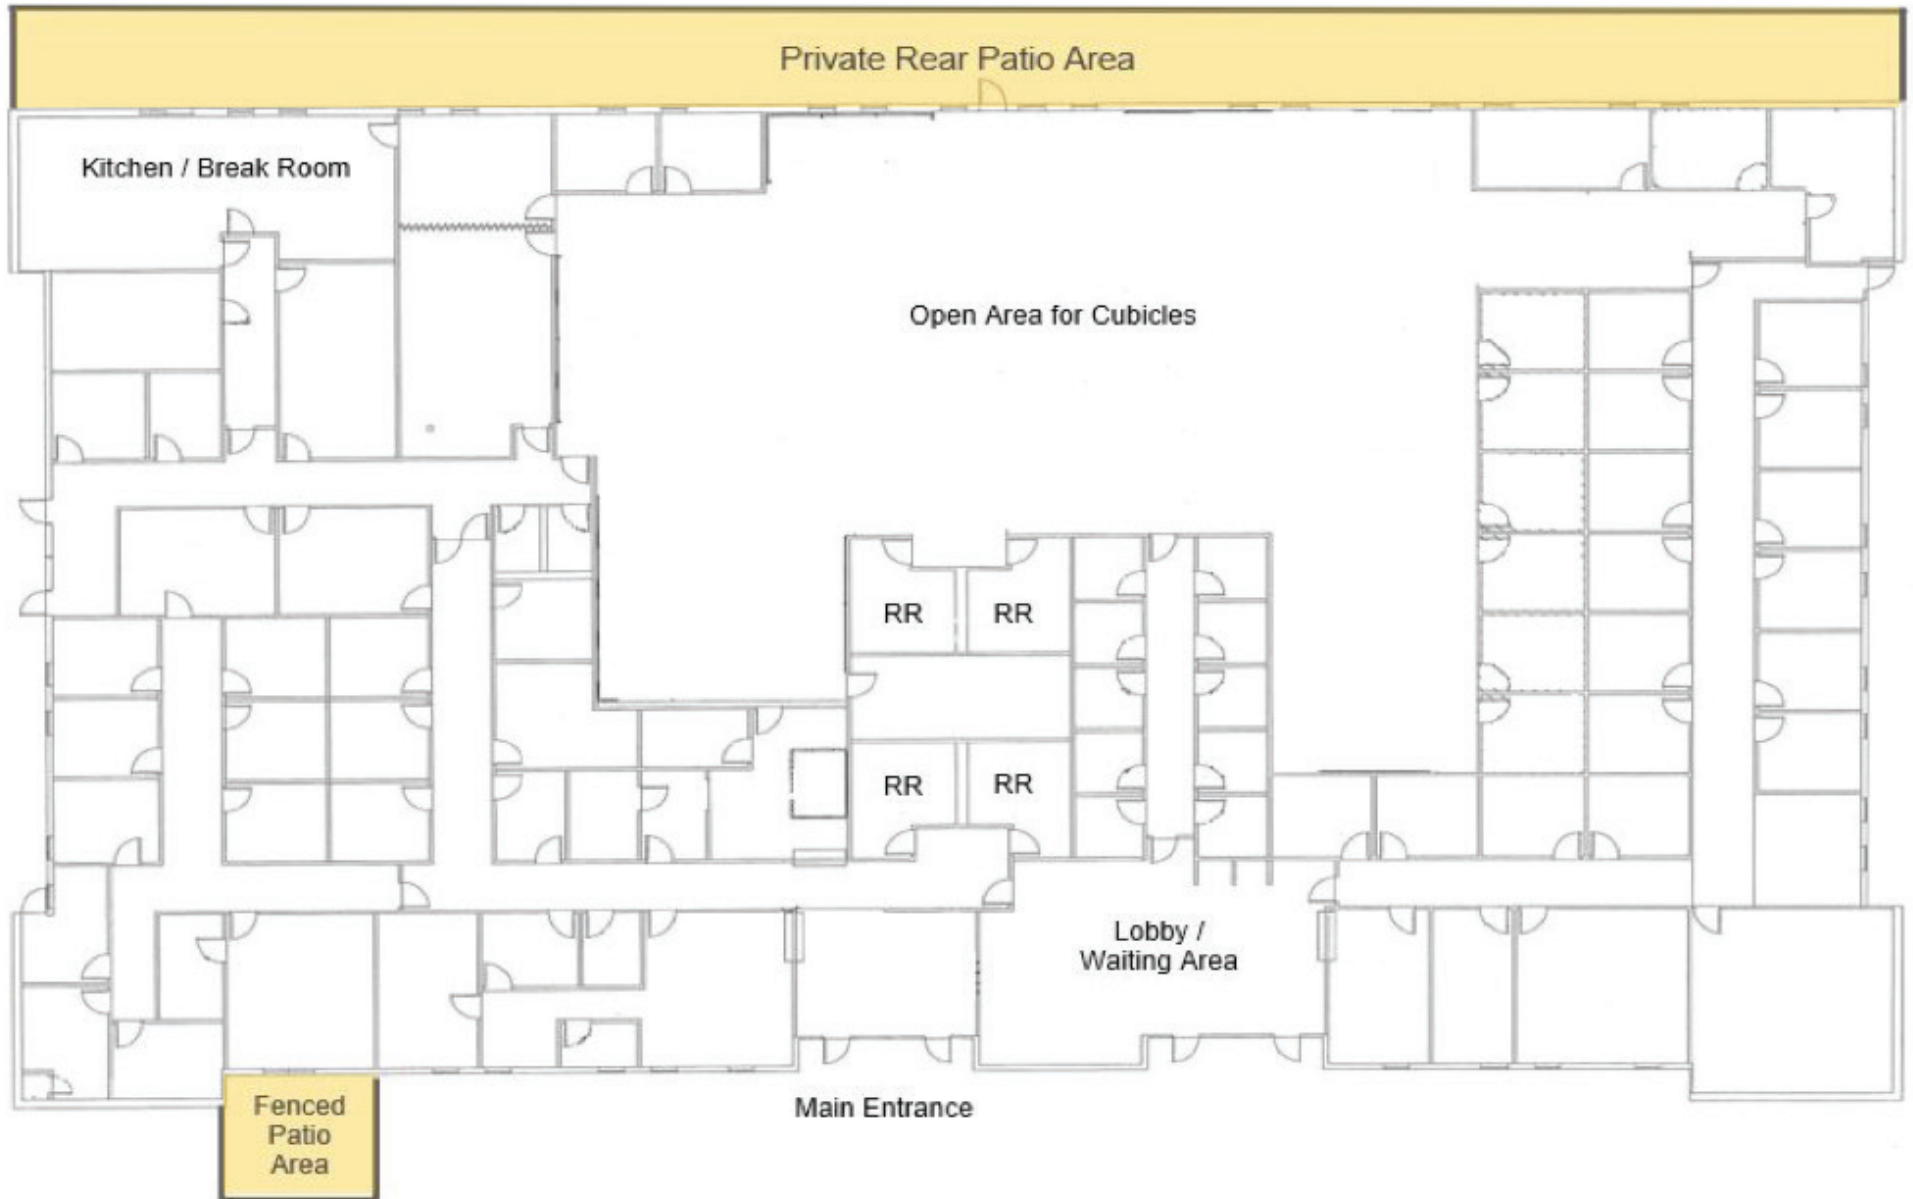 Private Rear Patio Area
Kitchen / Break Room
Open Area for Cubicles
RR
RR
RR
RR
Lobby /
Waiting Area
Main Entrance
Fenced
Patio
Area